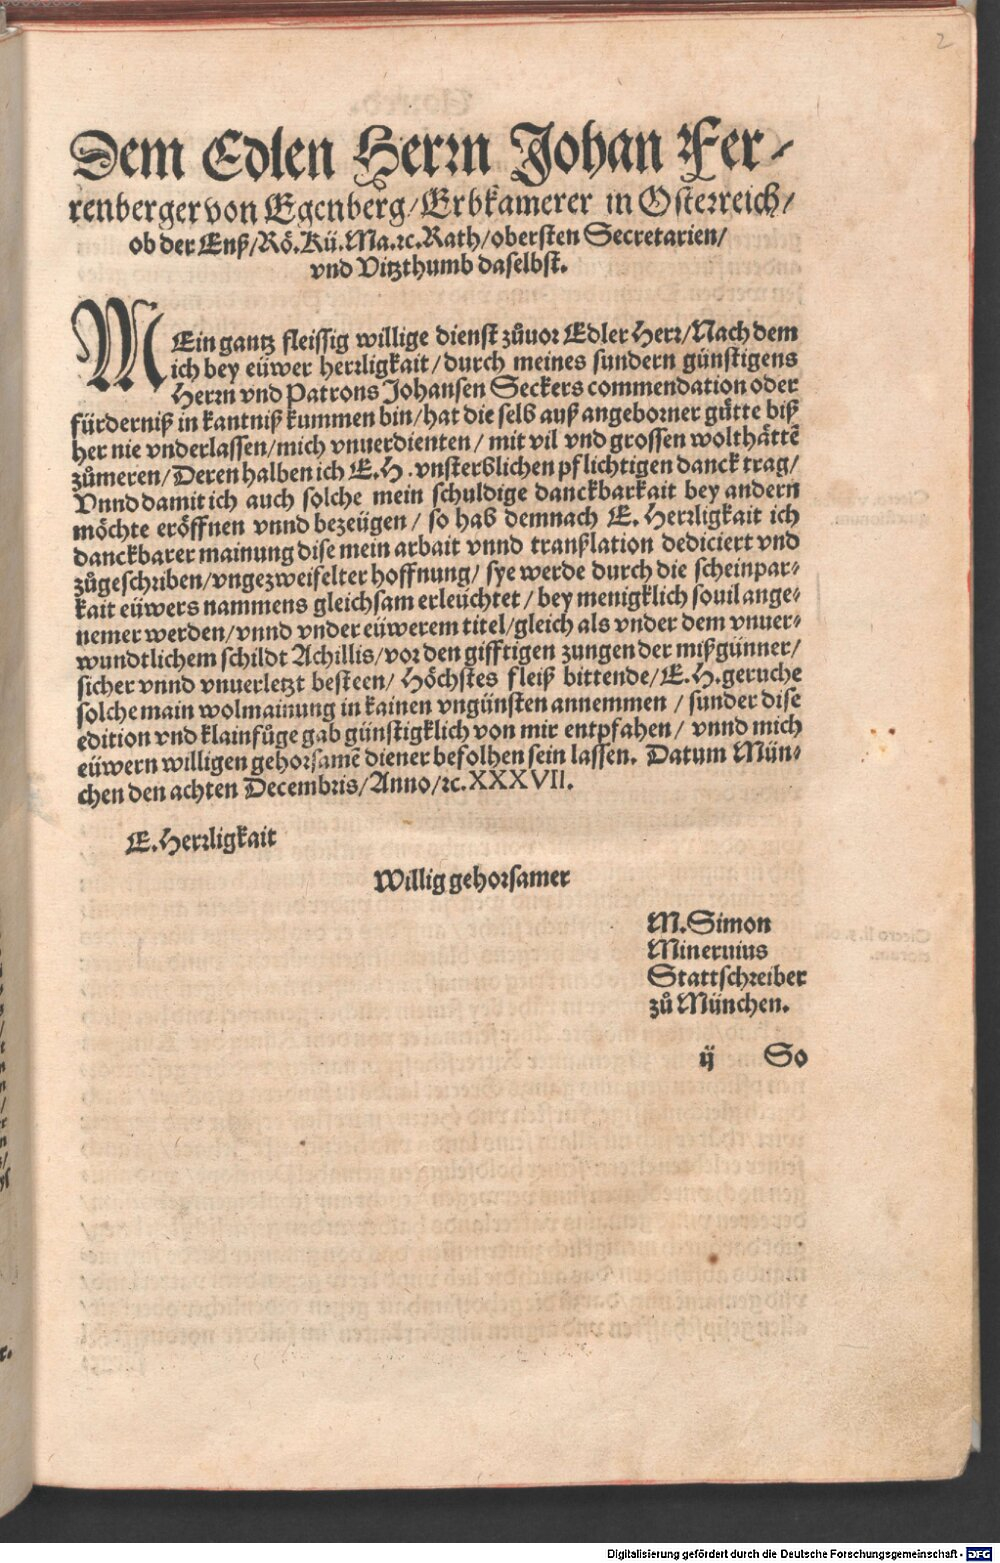 2
Dem Edlen Herrn Johan Fer-
renberger von Egenberg/ Erbkamerer in Osterreich/
ob der Enß/ Rö. Kü. Ma. ꝛc. Rath/ obersten Secretarien/
vnd Vitzthumb daselbst.
MEin gantz fleissig willige dienst zůuor Edler Herr/ Nach dem
ich bey eüwer herrligkait/ durch meines sundern günstigens
Herrn vnd Patrons Johansen Seckers commendation oder
fürderniß in kantniß kummen bin/ hat die selb auß angeborner gůtte biß
her nie vnderlassen/ mich vnuerdienten/ mit vil vnd grossen wolthåttē
zůmeren/ Deren halben ich E. H. vnsterblichen pflichtigen danck trag/
Vnnd damit ich auch solche mein schuldige danckbarkait bey andern
möchte eröffnen vnnd bezeügen/ so hab demnach E. Herrligkait ich
danckbarer mainung dise mein arbait vnnd tranßlation dediciert vnd
zůgeschriben/ vngezweifelter hoffnung/ sye werde durch die scheinpar-
kait eüwers nammens gleichsam erleüchtet/ bey menigklich souil ange-
nemer werden/ vnnd vnder eüwerem titel/ gleich als vnder dem vnuer-
wundtlichem schildt Achillis/ vor den gifftigen zungen der mißgünner/
sicher vnnd vnuerletzt besteen/ Höchstes fleiß bittende/ E. H. geruche
solche main wolmainung in kainen vngünsten annemmen/ sunder dise
edition vnd klainfůge gab günstigklich von mir entpfahen/ vnnd mich
eüwern willigen gehorsamē diener befolhen sein lassen. Datum Mün-
chen den achten Decembris/ Anno/ ꝛc. XXXVII.
E. Herrligkait
Willig gehorsamer
M. Simon
Mineruius
Stattschreiber
zů München.
ij So
Digitalisierung gefördert durch die Deutsche Forschungsgemeinschaft - DFG